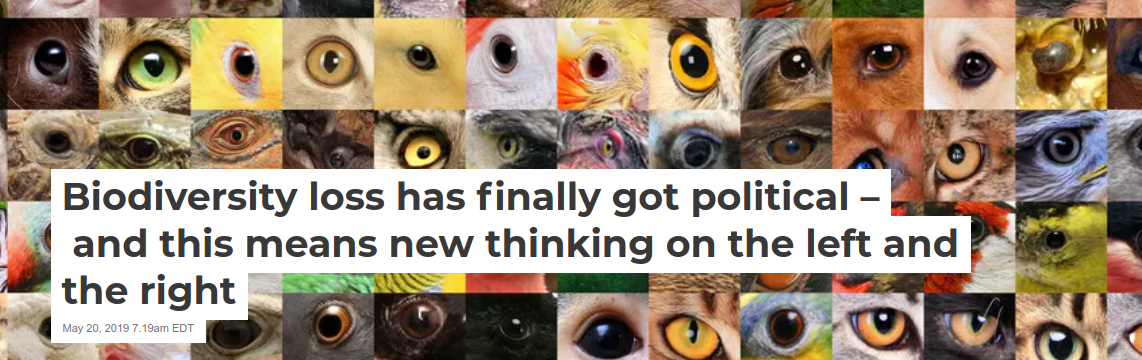 Biodiversity loss has finally got political –
and this means new thinking on the left and
the right
May 20, 2019 7.19am EDT